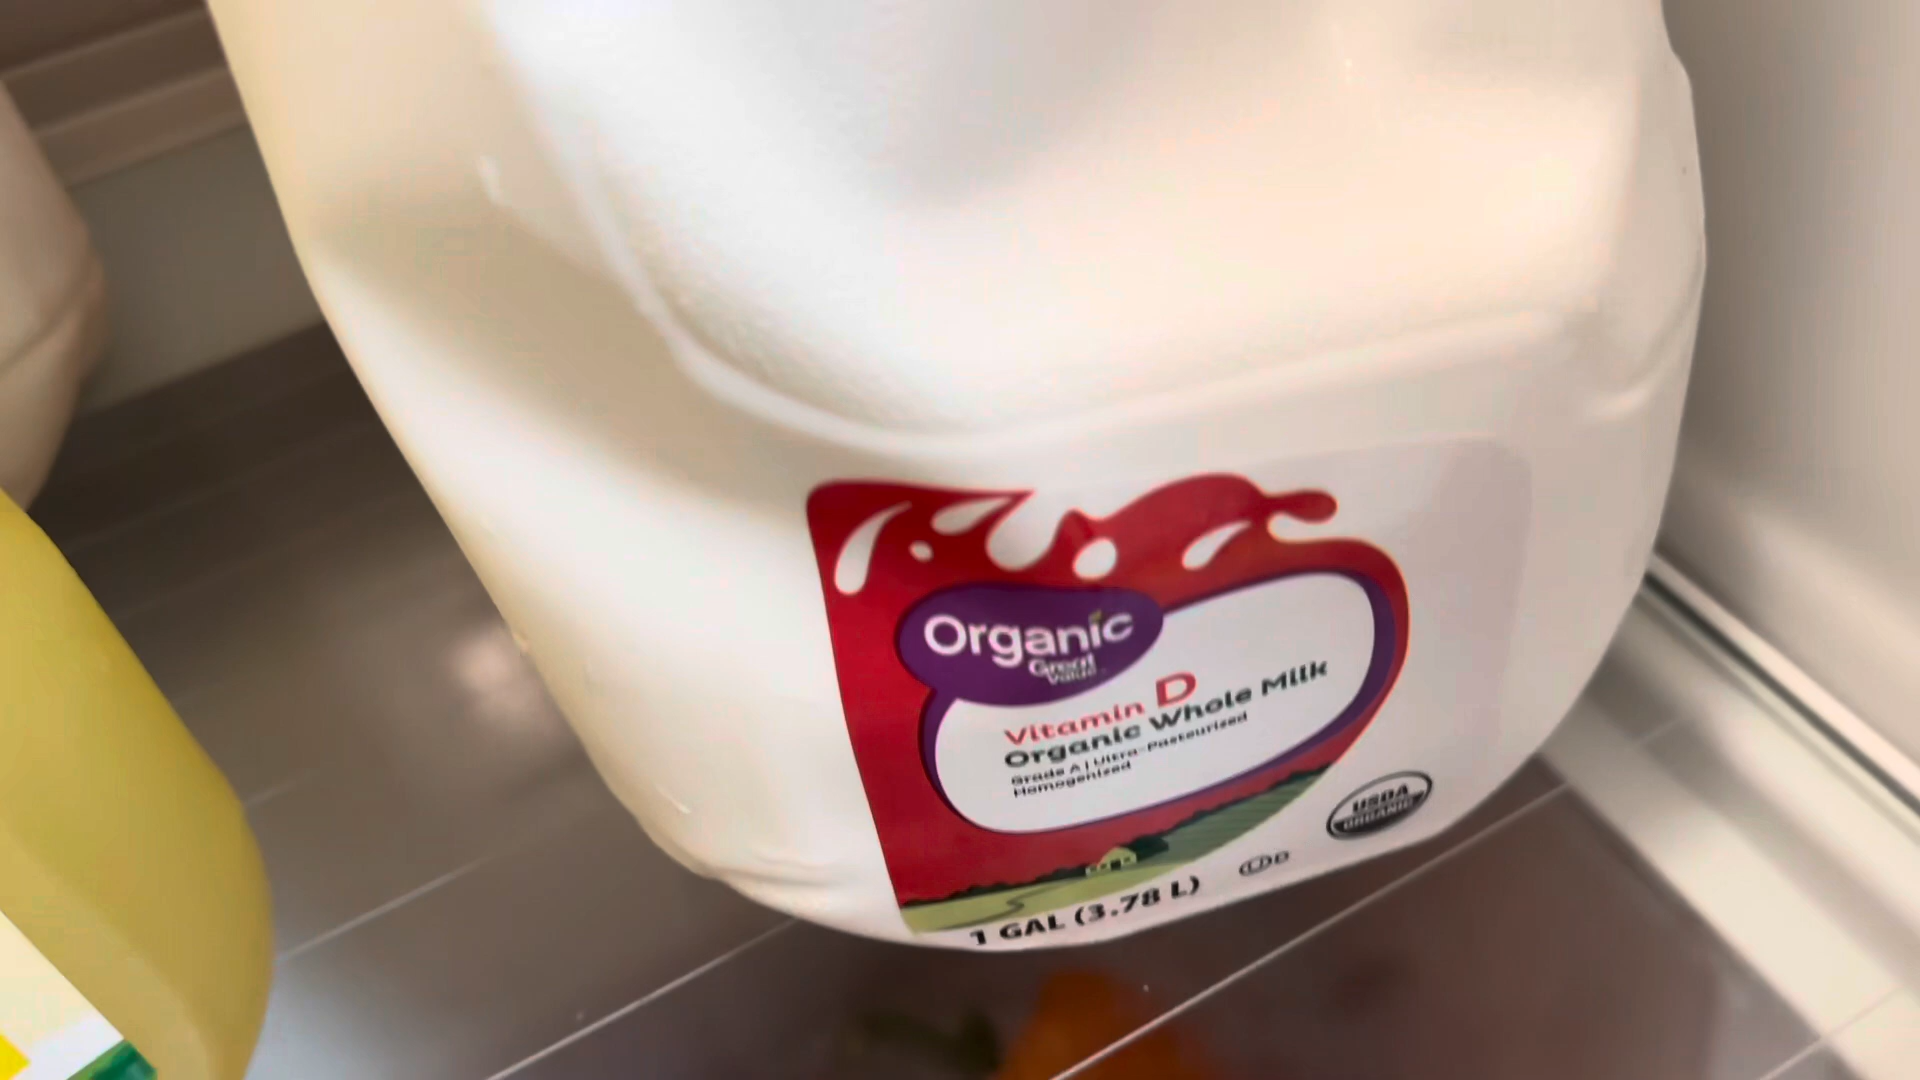 Organic
Great
Value
Vitamin D
Organic Whole Milk
Grade A | Ultra-Pasteurized
Homogenized
USDA
ORGANIC
U D
1 GAL (3.78 L)